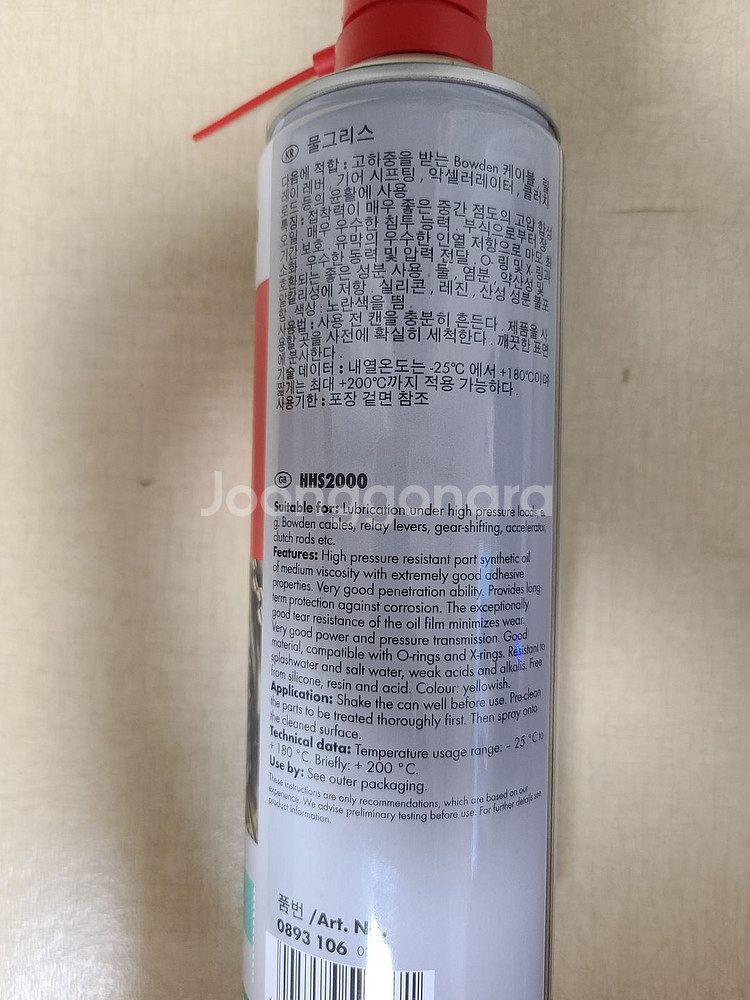 KR 물그리스
다음에 적합 : 고하중을 받는 Bowden 케이블 , 릴
레이 레버 , 기어 시프팅 , 악셀러레이터 , 클러치
로드 등의 윤활에 사용
특징 : 접착력이 매우 좋은 중간 점도의 고압 합성
오일 . 매우 우수한 침투 능력 . 부식으로부터 장
기간 보호 . 유막의 우수한 인열 저항으로 마모 최
소화 . 우수한 동력 및 압력 전달 . O- 링 및 X- 링과
호환되는 좋은 성분 사용 . 물 , 염분 , 약산성 및
알칼리성에 저항 . 실리콘 , 레진 , 산성 성분 불포
함 . 색상 : 노란색을 띔 .
사용법 : 사용 전 캔을 충분히 흔든다 . 제품을 사
용할 곳을 사전에 확실히 세척한다 . 깨끗한 표면
에 분사한다 .
기술 데이터 : 내열온도는 -25℃ 에서 +180℃이며
짧게는 최대 +200℃까지 적용 가능하다 .
사용기한 : 포장 겉면 참조
GB HHS2000
Joonggonara
Suitable for: Lubrication under high pressure loads, e.
g. Bowden cables, relay levers, gear-shifting, accelerator,
clutch rods etc.
Features: High pressure resistant part synthetic oil
of medium viscosity with extremely good adhesive
properties. Very good penetration ability. Provides long-
term protection against corrosion. The exceptionally
good tear resistance of the oil film minimizes wear.
Very good power and pressure transmission. Good
material, compatible with O-rings and X-rings. Resistant to
splashwater and salt water, weak acids and alkalis. Free
from silicone, resin and acid. Colour: yellowish.
Application: Shake the can well before use. Pre-clean
the parts to be treated thoroughly first. Then spray onto
the cleaned surface.
Technical data: Temperature usage range: – 25 °C to
+ 180 °C. Briefly: + 200 °C.
Use by: See outer packaging.
These instructions are only recommendations, which are based on our
experience. We advise preliminary testing before use. For further details see
product information.
품번 /Art.
0893 106